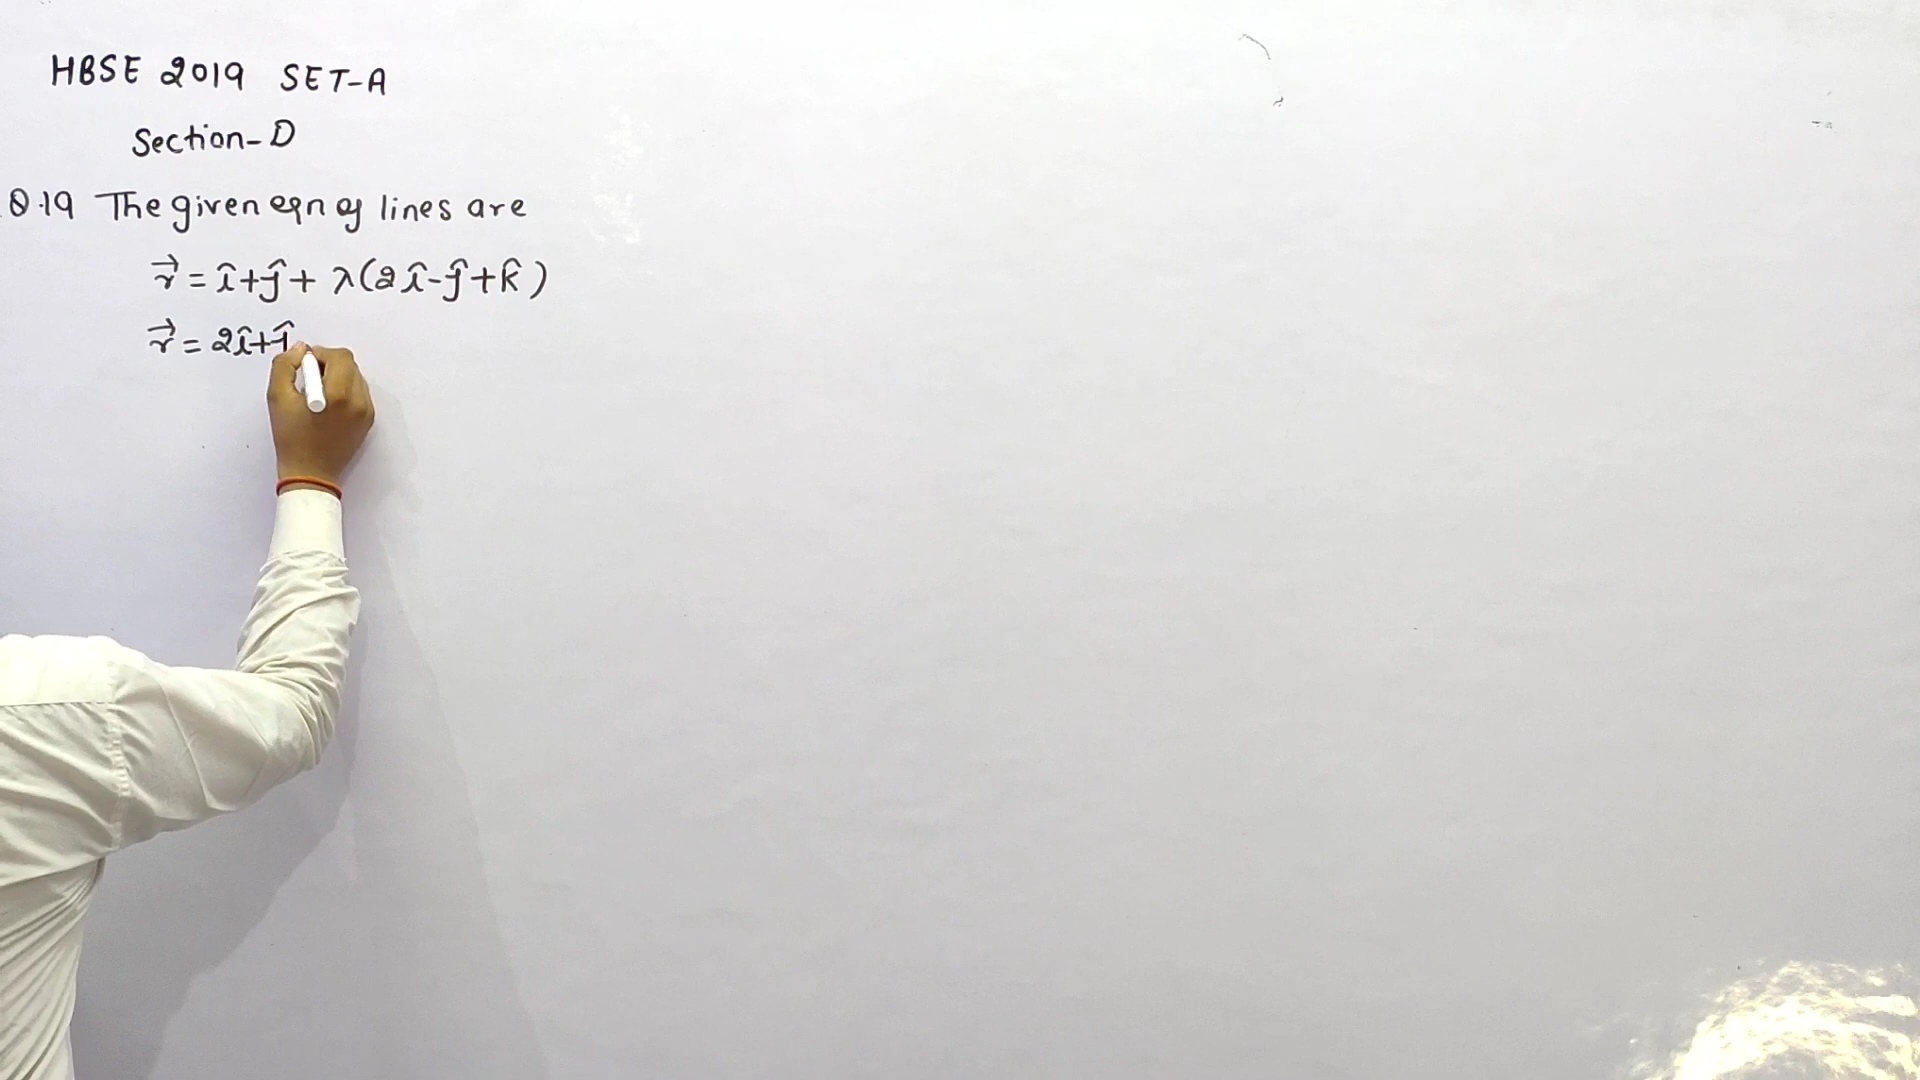 HBSE 2019 SET-A
Section-D
Q.19 The given eqn of lines are
r⃗ = î+ĵ+ λ(2î-ĵ+k̂)
r⃗ = 2î+ĵ